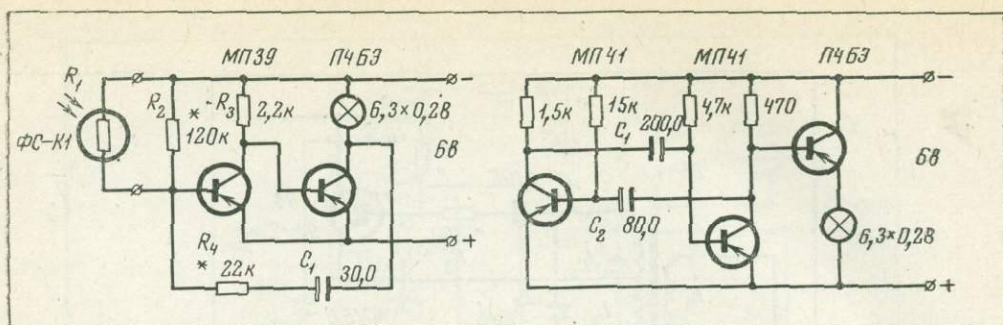 МП39 П4БЭ
R₁ ФС-К1
R₂ * 120к
R₃ 2,2к
6,3×0,28
R₄ * 22к
C₁ 30,0
−
6в
+
МП41 МП41 П4БЭ
1,5к
15к
C₁ 200,0
4,7к
470
C₂ 80,0
6,3×0,28
−
6в
+